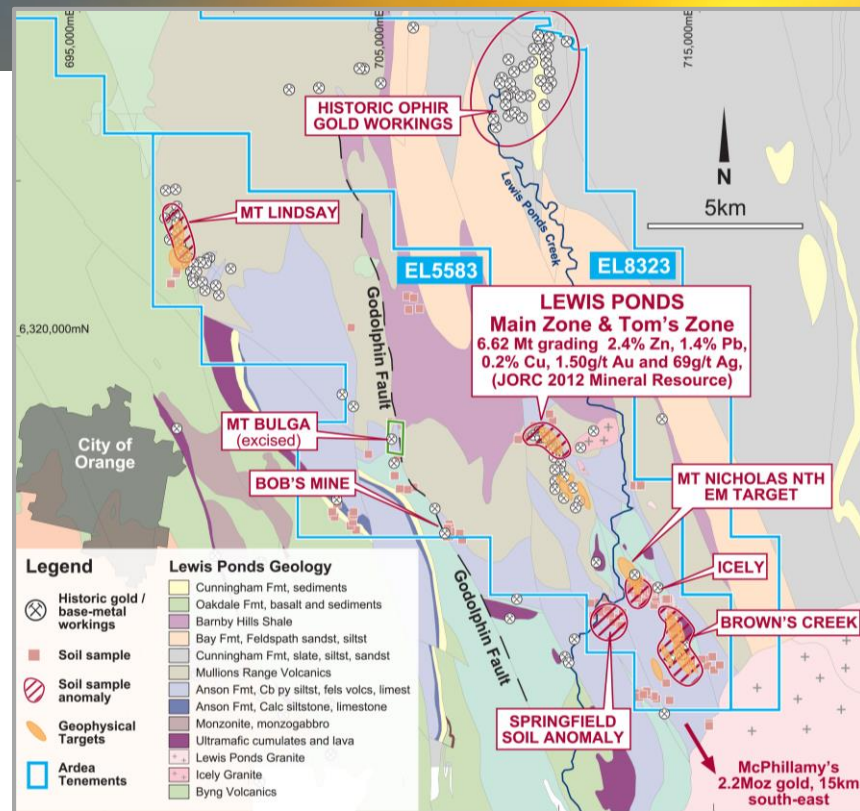 695,000mE
705,000mE
715,000mE
HISTORIC OPHIR
GOLD WORKINGS
Lewis Ponds Creek
N
5km
MT LINDSAY
EL5583
EL8323
Godolphin Fault
6,320,000mN
LEWIS PONDS
Main Zone & Tom's Zone
6.62 Mt grading 2.4% Zn, 1.4% Pb,
0.2% Cu, 1.50g/t Au and 69g/t Ag,
(JORC 2012 Mineral Resource)
City of
Orange
MT BULGA
(excised)
BOB'S MINE
MT NICHOLAS NTH
EM TARGET
ICELY
BROWN'S CREEK
Godolphin Fault
SPRINGFIELD
SOIL ANOMALY
McPhillamy's
2.2Moz gold, 15km
south-east
Legend
Historic gold /
base-metal
workings
Soil sample
Soil sample
anomaly
Geophysical
Targets
Ardea
Tenements
Lewis Ponds Geology
Cunningham Fmt, sediments
Oakdale Fmt, basalt and sediments
Barnby Hills Shale
Bay Fmt, Feldspath sandst, siltst
Cunningham Fmt, slate, siltst, sandst
Mullions Range Volcanics
Anson Fmt, Cb py siltst, fels volcs, limest
Anson Fmt, Calc siltstone, limestone
Monzonite, monzogabbro
Ultramafic cumulates and lava
Lewis Ponds Granite
Icely Granite
Byng Volcanics